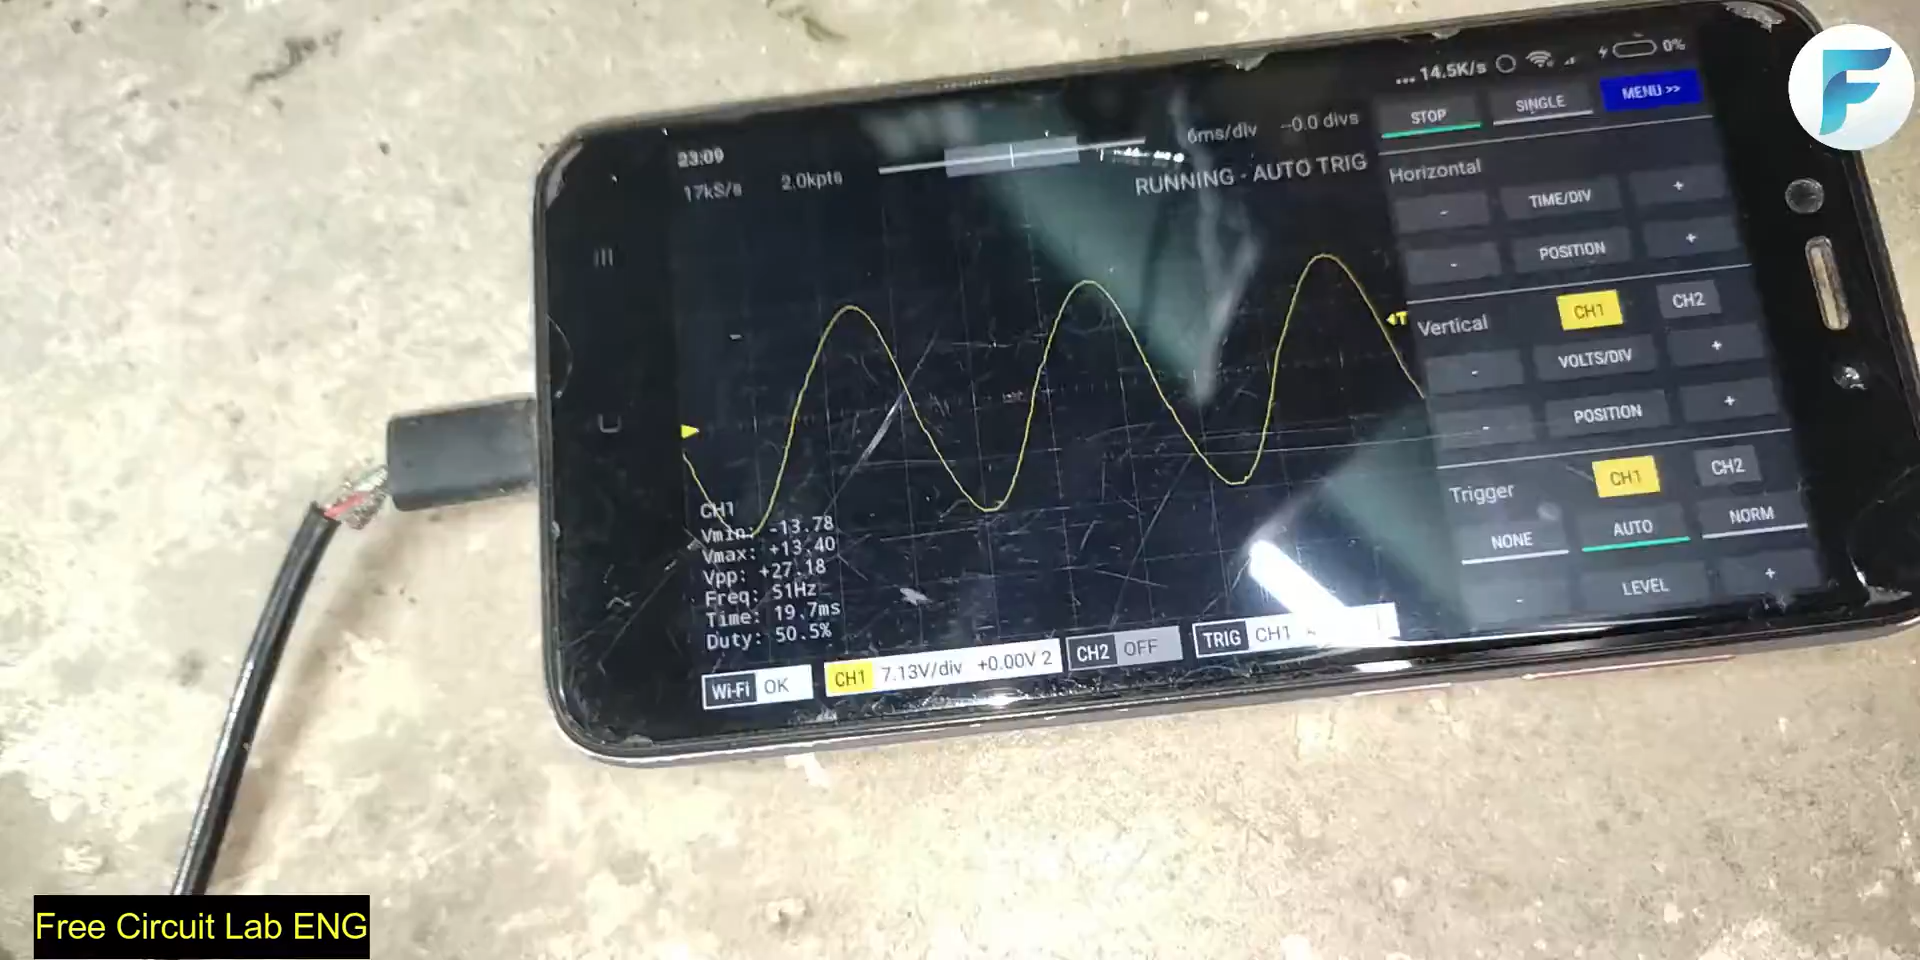 ... 14.5K/s 0%
23:09
17kS/s 2.0kpts 6ms/div -0.0 divs
RUNNING - AUTO TRIG
STOP SINGLE MENU >>
Horizontal
- TIME/DIV +
- POSITION +
Vertical CH1 CH2
- VOLTS/DIV +
- POSITION +
Trigger CH1 CH2
NONE AUTO NORM
- LEVEL +
T
CH1
Vmin: -13.78
Vmax: +13.40
Vpp: +27.18
Freq: 51Hz
Time: 19.7ms
Duty: 50.5%
Wi-Fi OK CH1 7.13V/div +0.00V 2 CH2 OFF TRIG CH1
Free Circuit Lab ENG
F